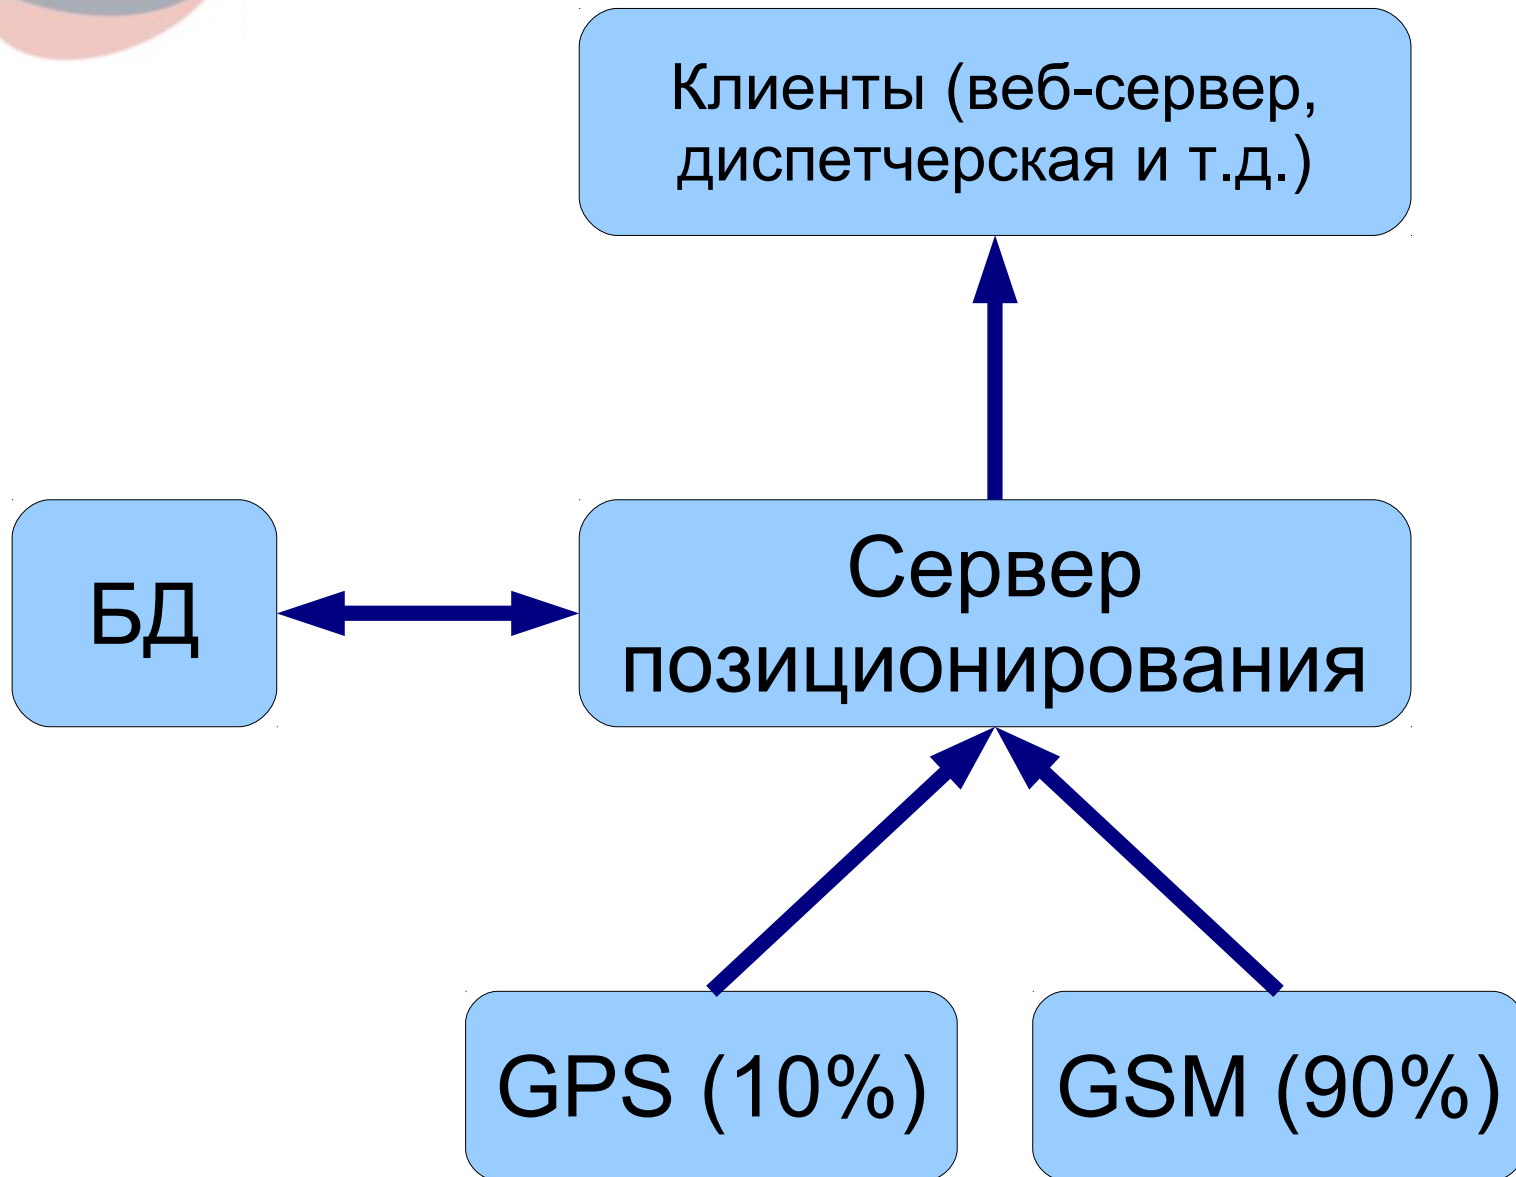 Клиенты (веб-сервер,
диспетчерская и т.д.)
БД
Сервер
позиционирования
GPS (10%)
GSM (90%)